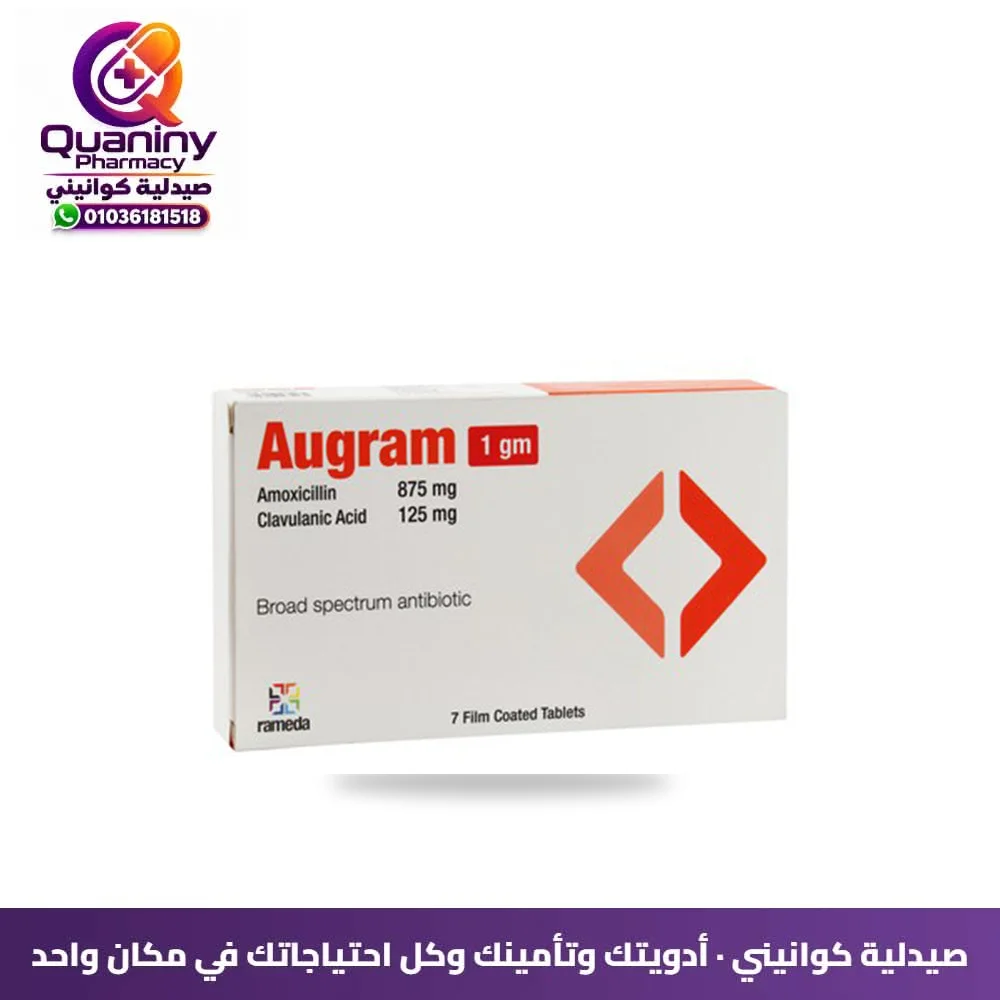 Quaniny
Pharmacy
صيدلية كوانيني
01036181518
Augram 1 gm
Amoxicillin 875 mg
Clavulanic Acid 125 mg
Broad spectrum antibiotic
rameda
7 Film Coated Tablets
صيدلية كوانيني · أدويتك وتأمينك وكل احتياجاتك في مكان واحد